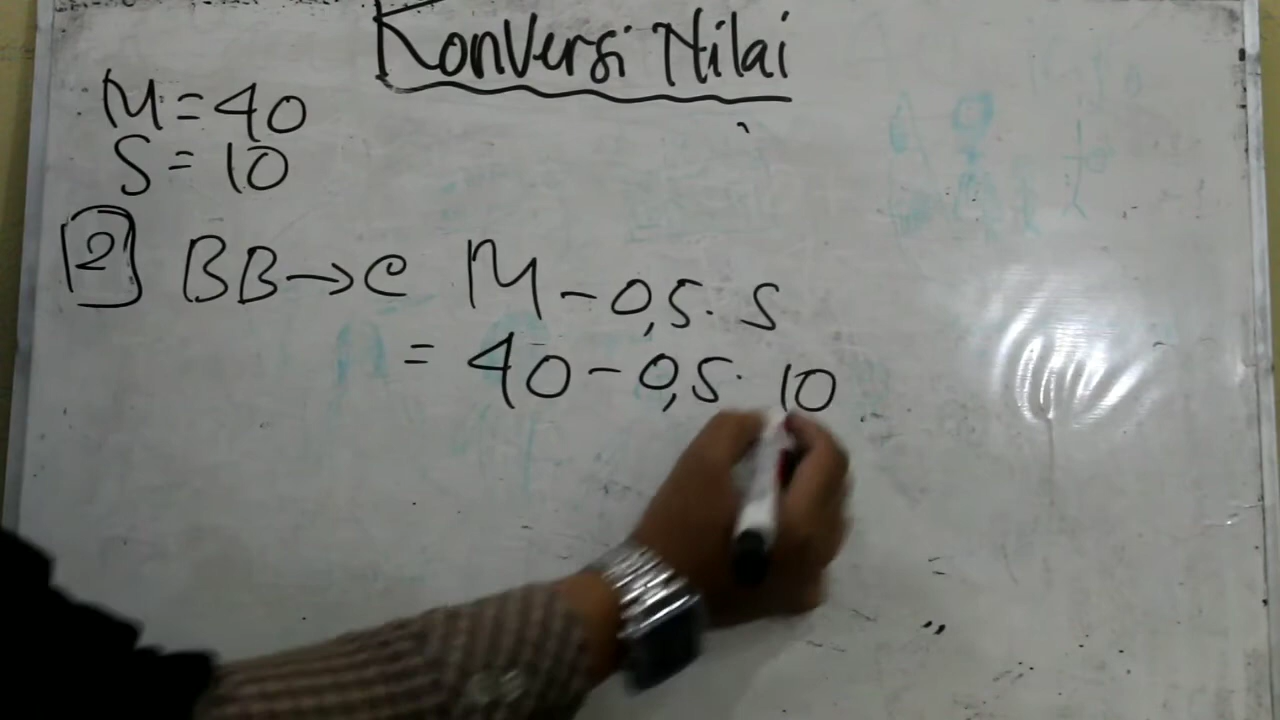 Konversi Nilai
M = 40
S = 10
2 BB → C M - 0,5. S
= 40 - 0,5. 10